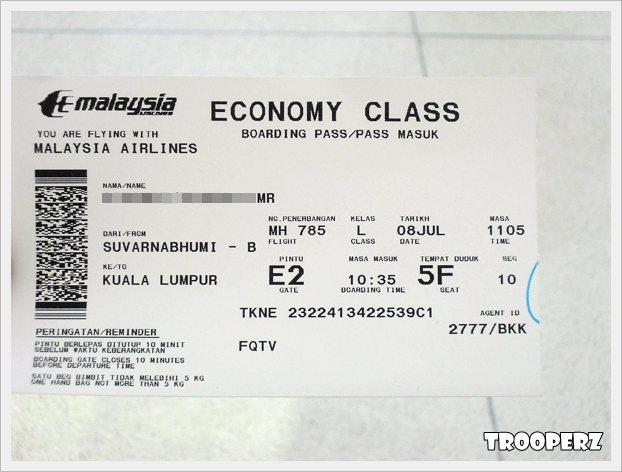 malaysia
AIRLINES
ECONOMY CLASS
BOARDING PASS/PASS MASUK
YOU ARE FLYING WITH
MALAYSIA AIRLINES
NAMA/NAME
MR
DARI/FROM
SUVARNABHUMI - B
NO.PENERBANGAN KELAS TARIKH MASA
MH 785 L 08JUL 1105
FLIGHT CLASS DATE TIME
KE/TO
KUALA LUMPUR
PINTU MASA MASUK TEMPAT DUDUK SEQ
E2 10:35 5F 10
GATE BOARDING TIME SEAT
TKNE 2322413422539C1
AGENT ID
2777/BKK
FQTV
PERINGATAN/REMINDER
PINTU BERLEPAS DITUTUP 10 MINIT
SEBELUM WAKTU KEBERANGKATAN
BOARDING GATE CLOSES 10 MINUTES
BEFORE DEPARTURE TIME
SATU BEG BIMBIT TIDAK MELEBIHI 5 KG
ONE HAND BAG NOT MORE THAN 5 KG
TROOPERZ